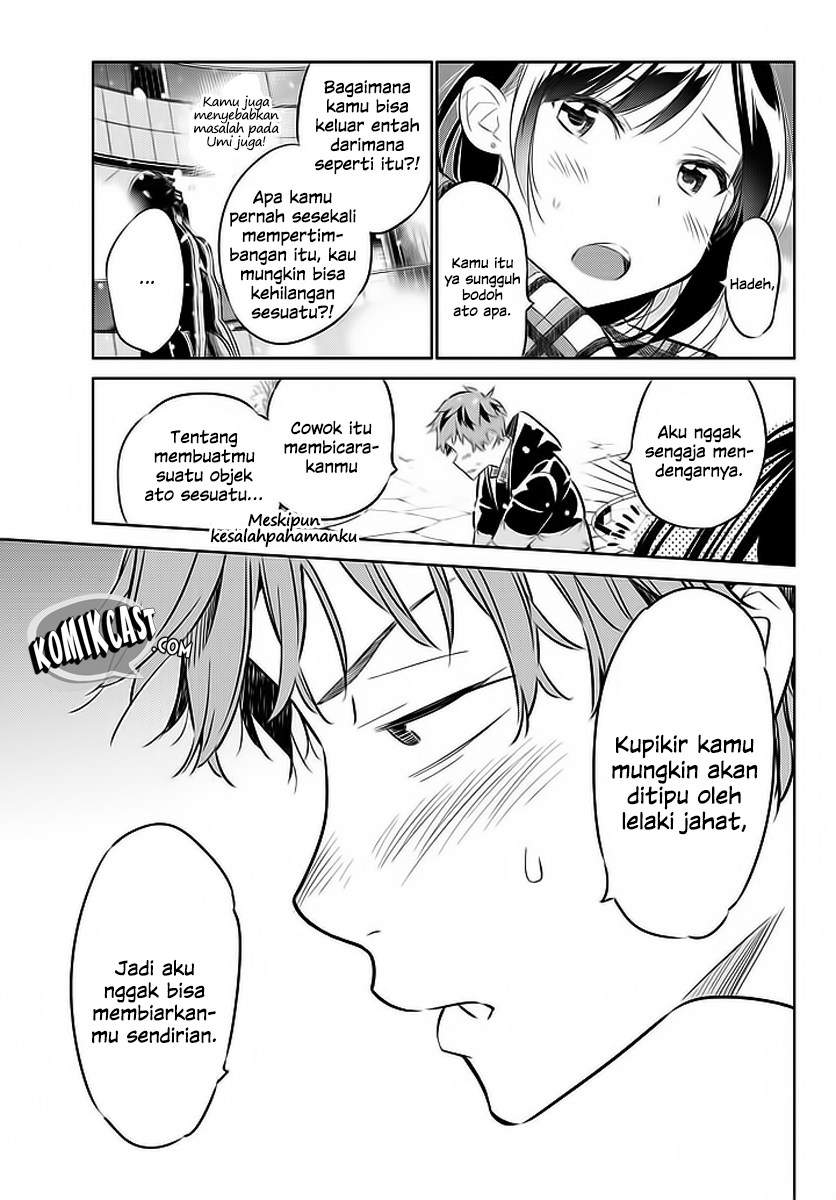 Hadeh,
Kamu itu
ya sungguh
bodoh
ato apa.
Bagaimana
kamu bisa
keluar entah
darimana
seperti itu?!
Apa kamu
pernah sesekali
mempertim-
bangan itu, kau
mungkin bisa
kehilangan
sesuatu?!
Kamu juga
menyebabkan
masalah pada
Umi juga!
...
Aku nggak
sengaja men-
dengarnya.
Cowok itu
membicara-
kanmu
Tentang
membuatmu
suatu objek
ato sesuatu...
Meskipun
kesalahpahamanku
Kupikir kamu
mungkin akan
ditipu oleh
lelaki jahat,
Jadi aku
nggak bisa
membiarkan-
mu sendirian.
KOMIKCAST
.COM